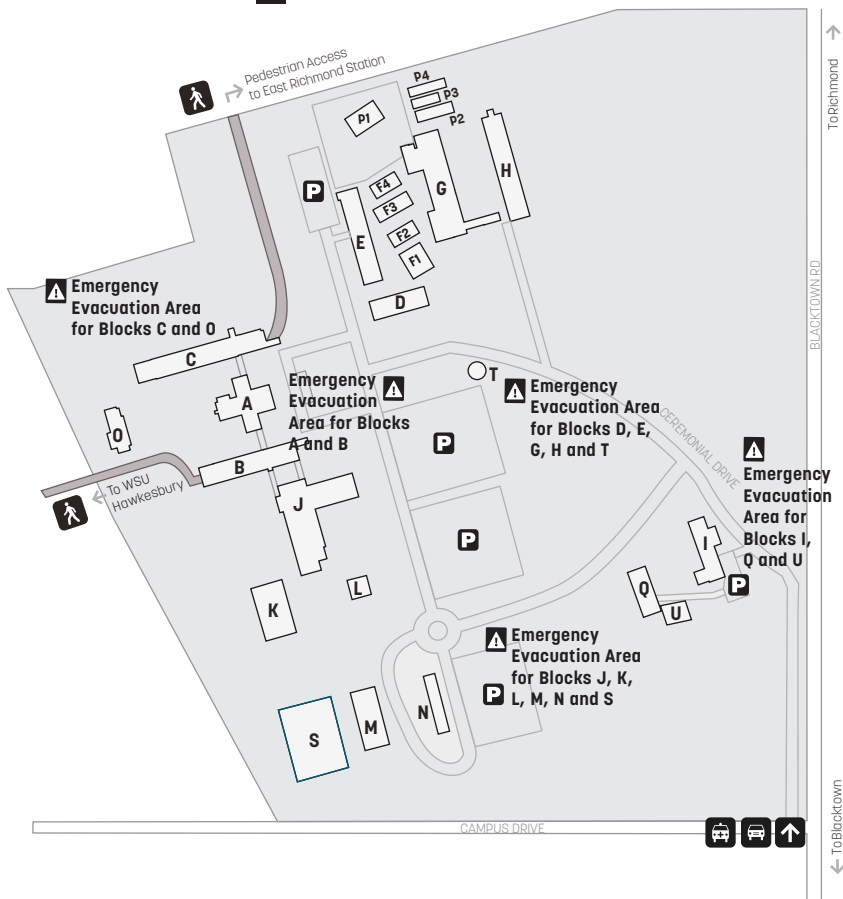 Pedestrian Access
to East Richmond Station
To Richmond
P4
P3
P2
P1
H
G
P
F4
F3
F2
F1
E
D
BLACKTOWN RD
Emergency
Evacuation Area
for Blocks C and O
C
A
O
B
To WSU
Hawkesbury
Emergency
Evacuation
Area for Blocks
A and B
T
Emergency
Evacuation Area
for Blocks D, E,
G, H and T
CEREMONIAL DRIVE
P
Emergency
Evacuation
Area for
Blocks I,
Q and U
J
P
I
P
Q
U
L
K
Emergency
Evacuation Area
for Blocks J, K,
L, M, N and S
P
N
M
S
CAMPUS DRIVE
To Blacktown